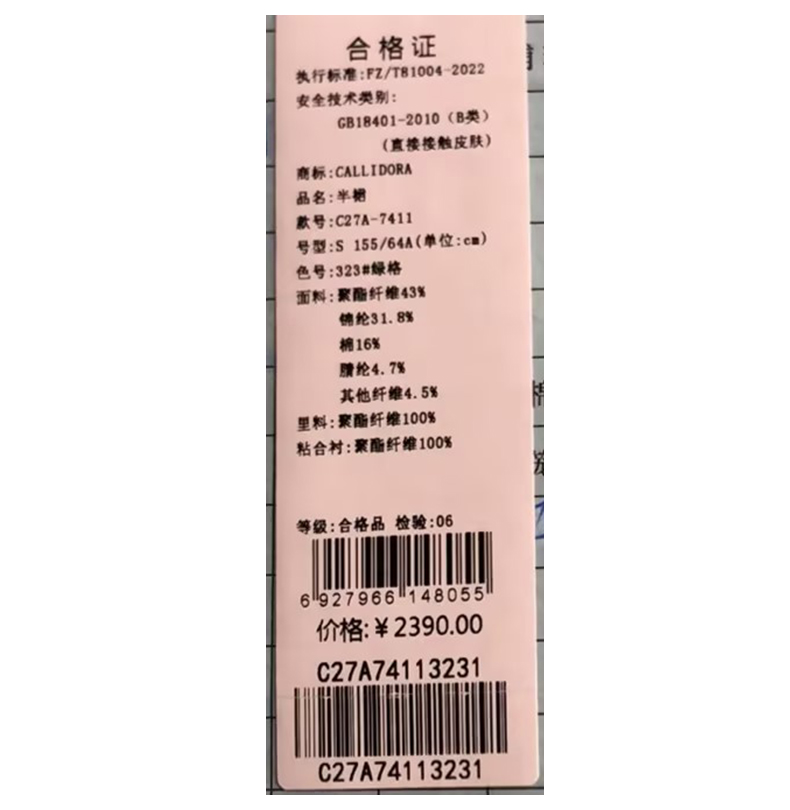 合格证
执行标准:FZ/T81004-2022
安全技术类别:
GB18401-2010（B类）
(直接接触皮肤)
商标:CALLIDORA
品名:半裙
款号:C27A-7411
号型:S 155/64A(单位:cm)
色号:323#绿格
面料:聚酯纤维43%
锦纶31.8%
棉16%
腈纶4.7%
其他纤维4.5%
里料:聚酯纤维100%
粘合衬:聚酯纤维100%
等级:合格品 检验:06
6 927966 148055
价格:￥2390.00
C27A74113231
C27A74113231